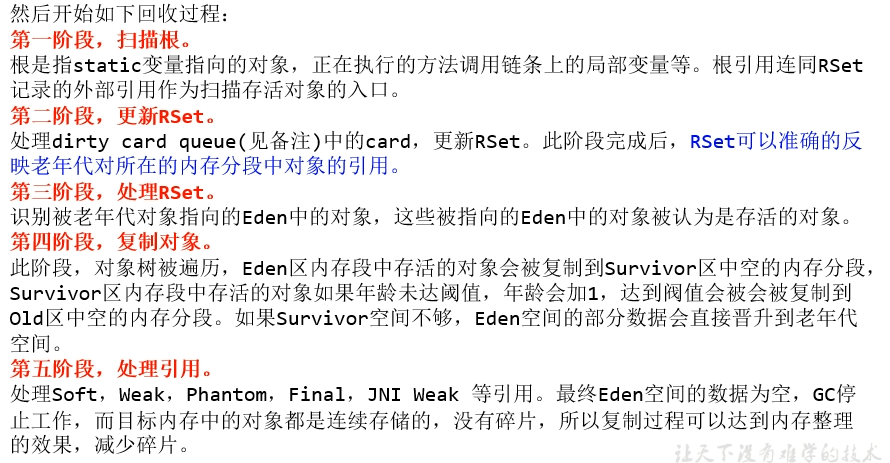 然后开始如下回收过程：
第一阶段，扫描根。
根是指static变量指向的对象，正在执行的方法调用链条上的局部变量等。根引用连同RSet
记录的外部引用作为扫描存活对象的入口。
第二阶段，更新RSet。
处理dirty card queue(见备注)中的card，更新RSet。此阶段完成后，RSet可以准确的反
映老年代对所在的内存分段中对象的引用。
第三阶段，处理RSet。
识别被老年代对象指向的Eden中的对象，这些被指向的Eden中的对象被认为是存活的对象。
第四阶段，复制对象。
此阶段，对象树被遍历，Eden区内存段中存活的对象会被复制到Survivor区中空的内存分段，
Survivor区内存段中存活的对象如果年龄未达阈值，年龄会加1，达到阀值会被会被复制到
Old区中空的内存分段。如果Survivor空间不够，Eden空间的部分数据会直接晋升到老年代
空间。
第五阶段，处理引用。
处理Soft，Weak，Phantom，Final，JNI Weak 等引用。最终Eden空间的数据为空，GC停
止工作，而目标内存中的对象都是连续存储的，没有碎片，所以复制过程可以达到内存整理
的效果，减少碎片。
让天下没有难学的技术